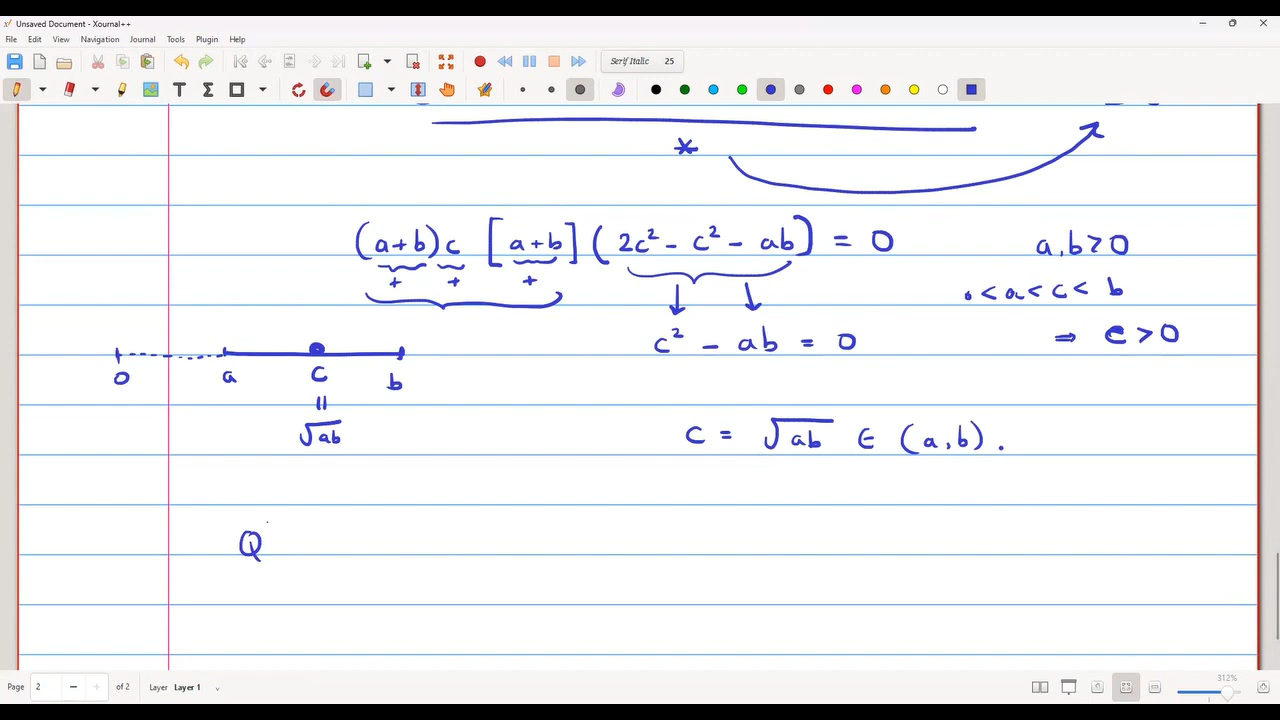 Unsaved Document - Xournal++
File Edit View Navigation Journal Tools Plugin Help
Serif Italic 25
*
(a+b)c [a+b] (2c² - c² - ab) = 0
a, b > 0
+ + +
0 < a < c < b
c² - ab = 0
⇒ c > 0
0 a c b
=
√ab
c = √ab ∈ (a, b).
Q
Page 2 of 2 Layer Layer 1
312%